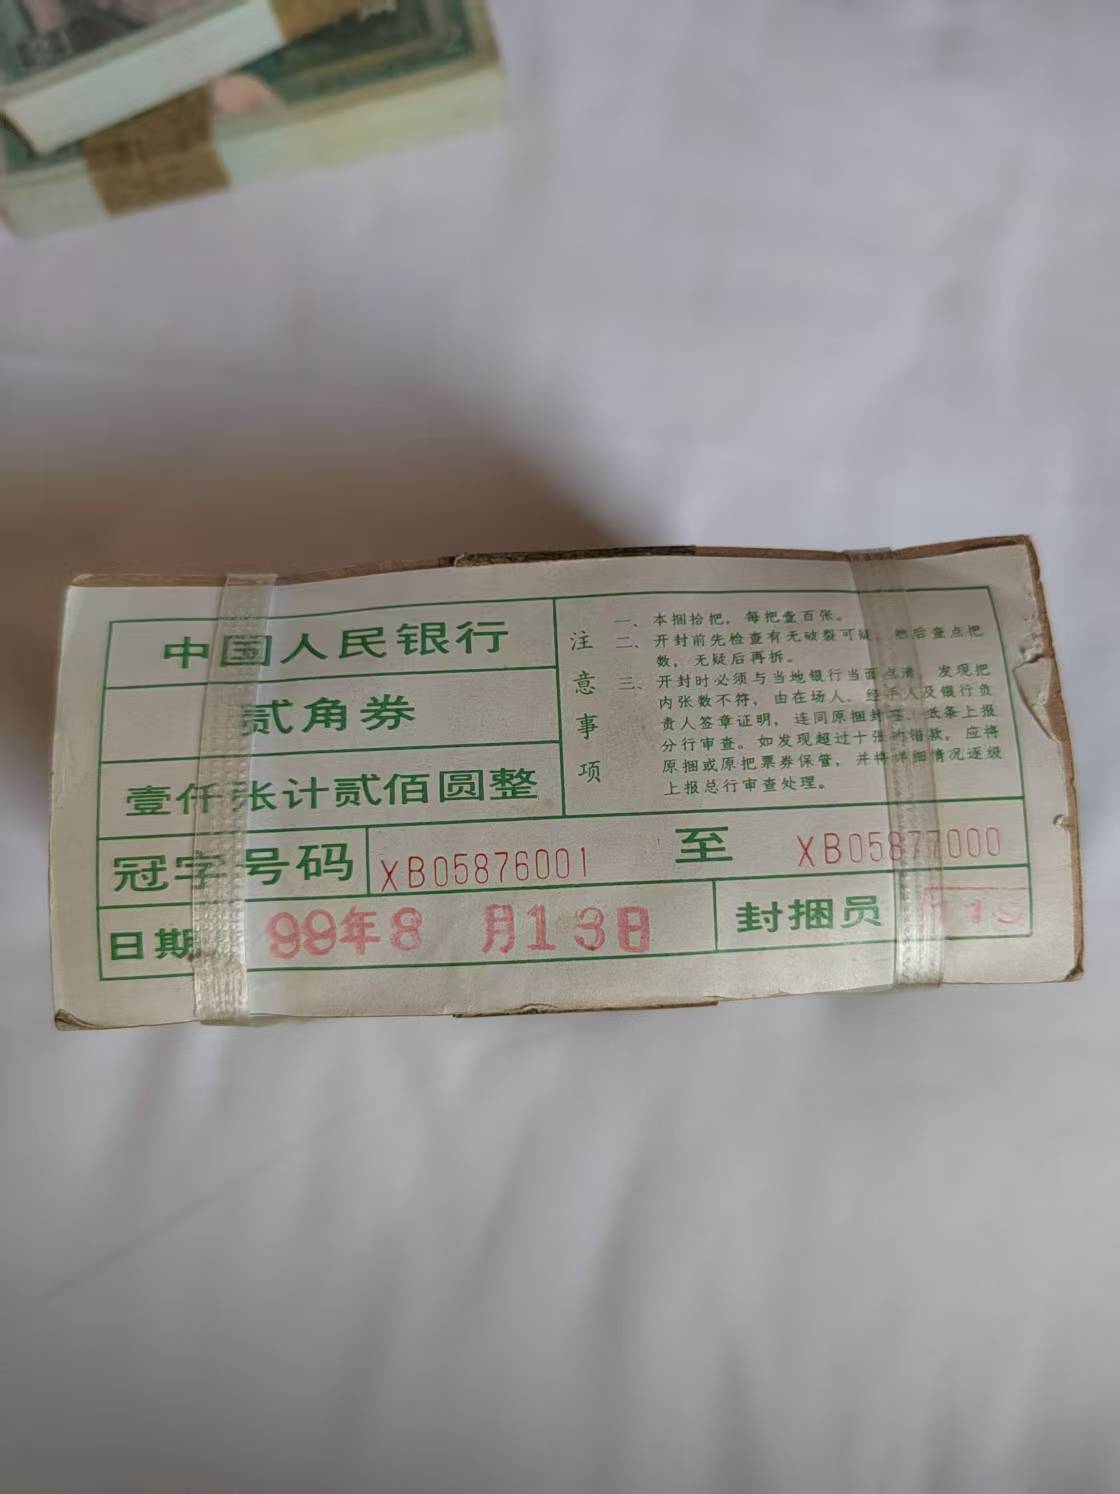 中国人民银行
贰角券
壹仟张计贰佰圆整
注意事项
一、本捆拾把，每把壹百张。
二、开封前先检查有无破裂可疑，然后查点把
数，无疑后再拆。
三、开封时必须与当地银行当面点清，发现把
内张数不符，由在场人、经手人及银行负
责人签章证明，连同原捆封签、纸条上报
分行审查。如发现超过十张的错款，应将
原捆或原把票券保管，并将详细情况逐级
上报总行审查处理。
冠字号码 XB05876001 至 XB05877000
日期 99年8月13日 封捆员